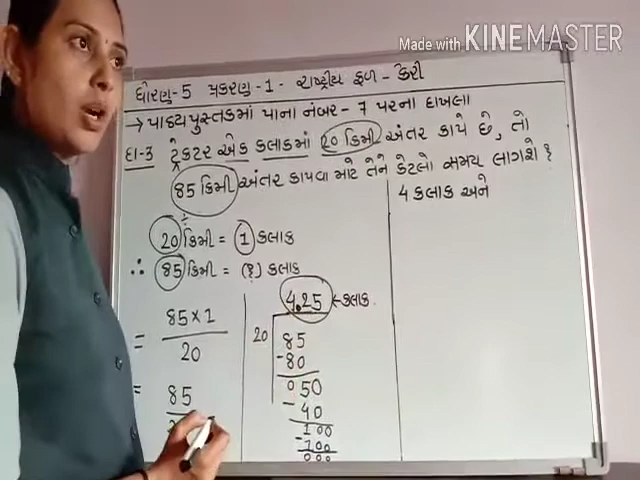 Made with KINEMASTER
ધોરણ-5 પ્રકરણ-1- રાષ્ટ્રીય ફળ - કેરી
→ પાઠ્યપુસ્તકમાં પાના નંબર - 7 પરના દાખલા
દા-3 ટ્રેકટર એક કલાકમાં 20 કિમી અંતર કાપે છે, તો
85 કિમી અંતર કાપવા માટે તેને કેટલો સમય લાગશે ?
÷
20 કિમી = 1 કલાક
∴ 85 કિમી = (?) કલાક
= 85 × 1
20
= 85
4.25 ← કલાક.
20 85
- 80
050
- 40
100
- 100
000
4 કલાક અને